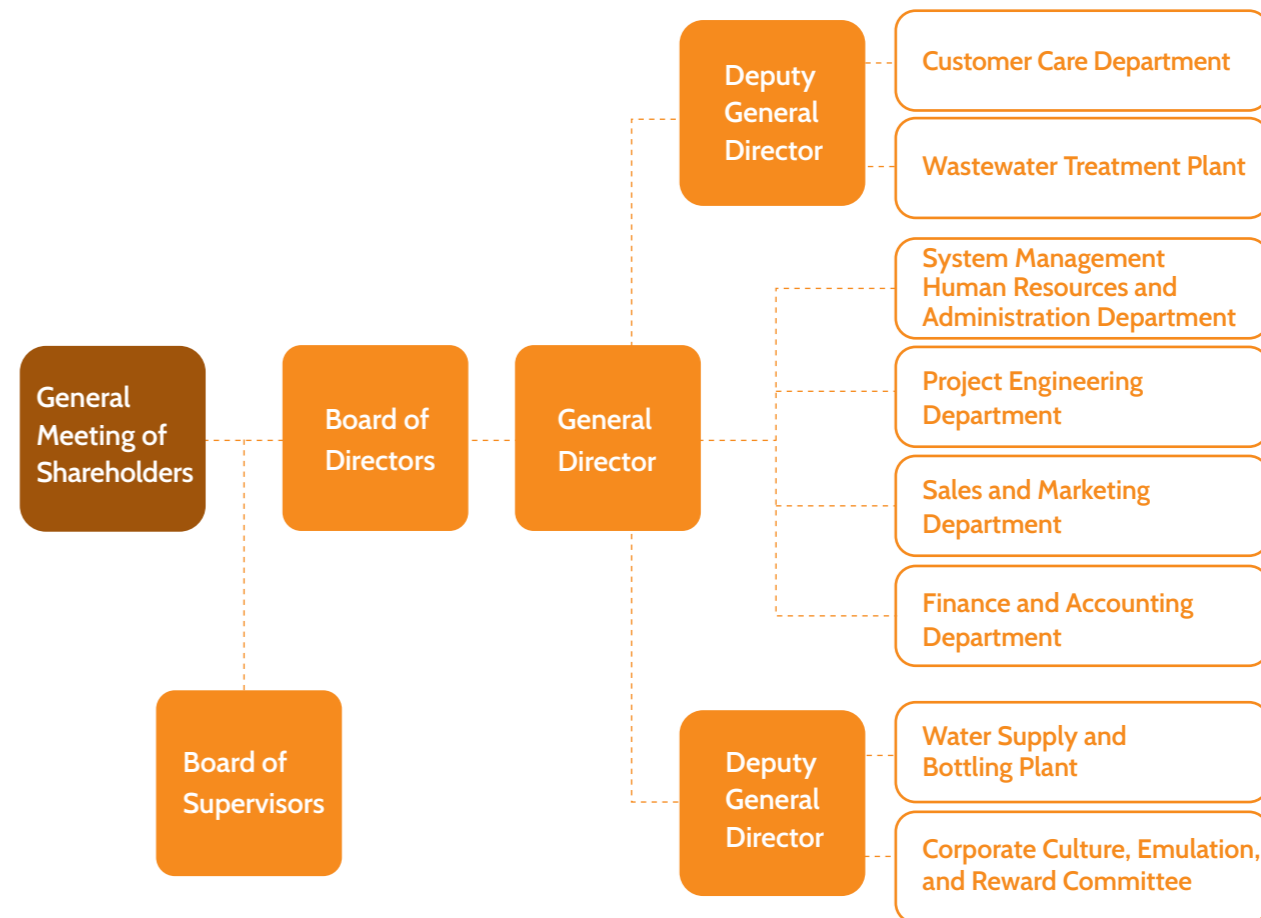 General
Meeting of
Shareholders
Board of
Supervisors
Board of
Directors
General
Director
Deputy
General
Director
Customer Care Department
Wastewater Treatment Plant
System Management
Human Resources and
Administration Department
Project Engineering
Department
Sales and Marketing
Department
Finance and Accounting
Department
Deputy
General
Director
Water Supply and
Bottling Plant
Corporate Culture, Emulation,
and Reward Committee